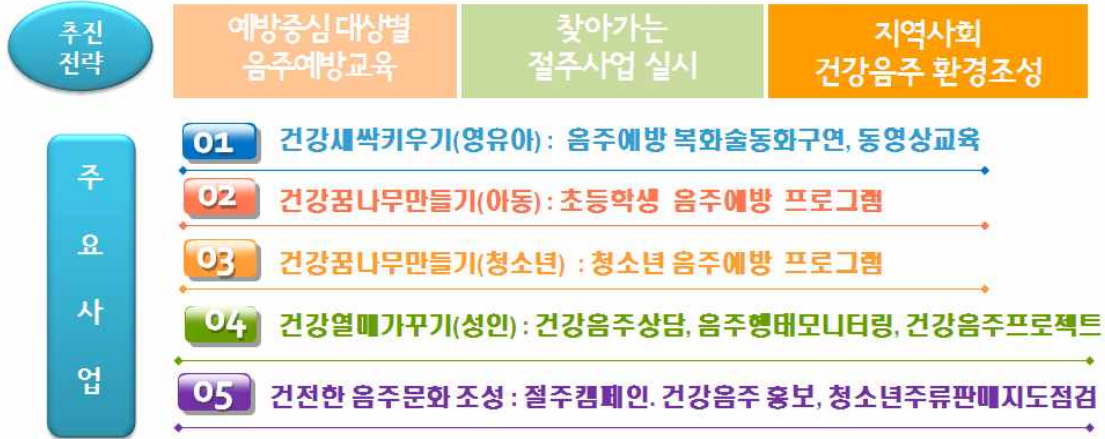 추진
전략
예방중심 대상별
음주예방교육
찾아가는
절주사업 실시
지역사회
건강음주 환경조성
주
요
사
업
01 건강새싹키우기(영유아) : 음주예방 복화술동화구연, 동영상교육
02 건강꿈나무만들기(아동) : 초등학생 음주예방 프로그램
03 건강꿈나무만들기(청소년) : 청소년 음주예방 프로그램
04 건강열매가꾸기(성인) : 건강음주상담, 음주행태모니터링, 건강음주프로젝트
05 건전한 음주문화 조성 : 절주캠페인. 건강음주 홍보, 청소년주류판매지도점검